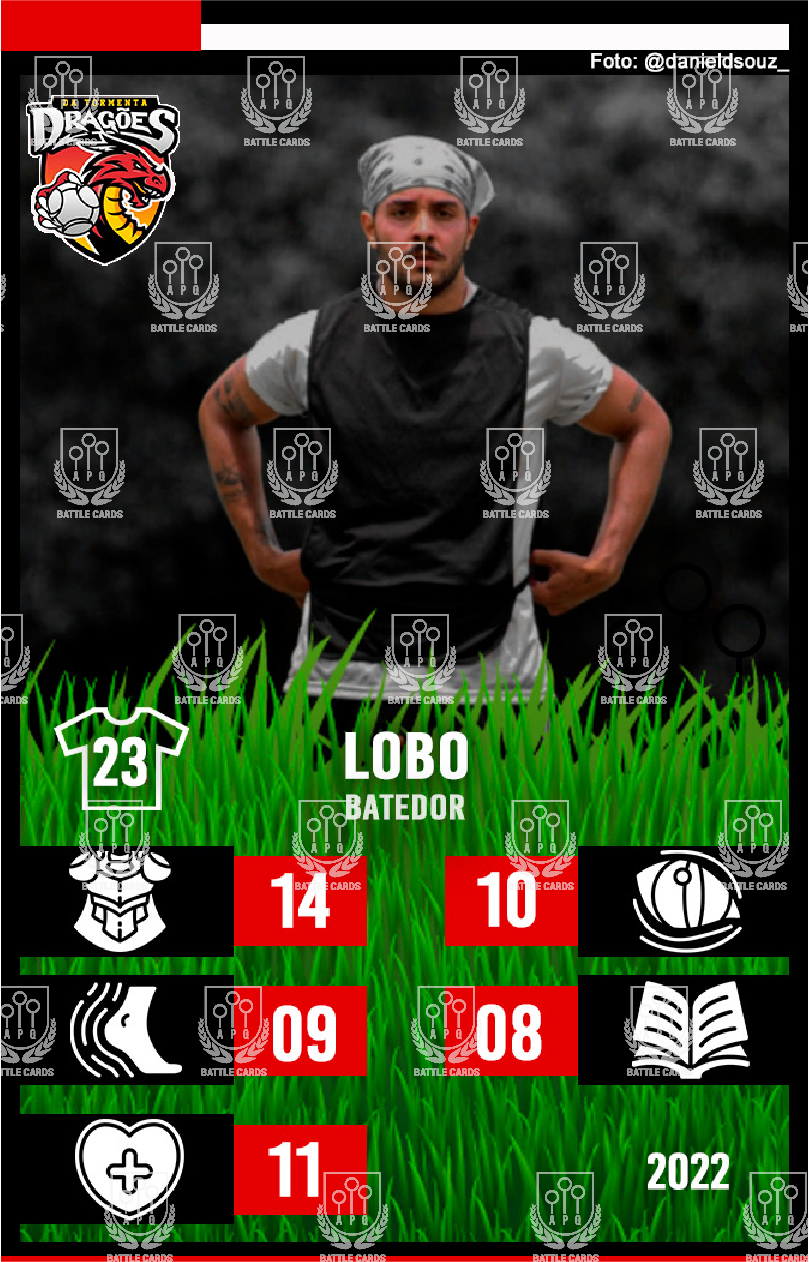 Foto: @danieldsouz_
DA TORMENTA
DRAGÕES
APQ
BATTLE CARDS
23
LOBO
BATEDOR
14
10
09
08
11
2022